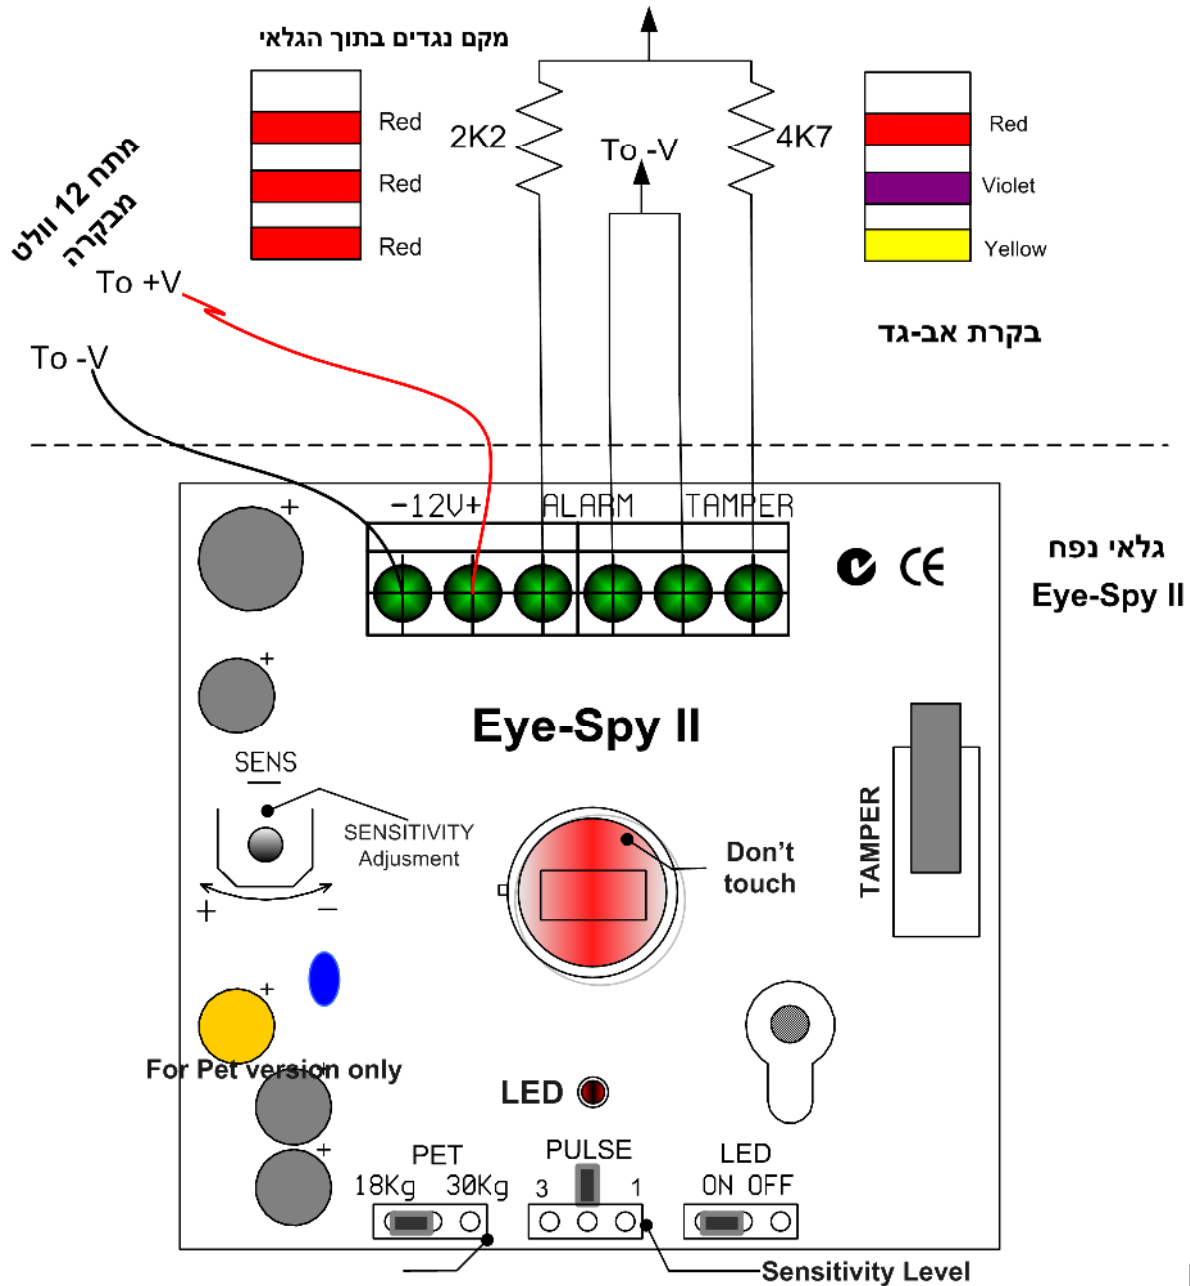 מקם נגדים בתוך הגלאי
Red
Red
Red
2K2
To -V
4K7
Red
Violet
Yellow
מתח 12 וולט
מבקרה
To +V
To -V
בקרת אב-גד
-12V+
ALARM
TAMPER
CE
גלאי נפח
Eye-Spy II
Eye-Spy II
SENS
SENSITIVITY
Adjusment
+
−
Don't
touch
TAMPER
+
+
+
For Pet version only
+
+
LED
PET
18Kg 30Kg
PULSE
3 1
LED
ON OFF
Sensitivity Level